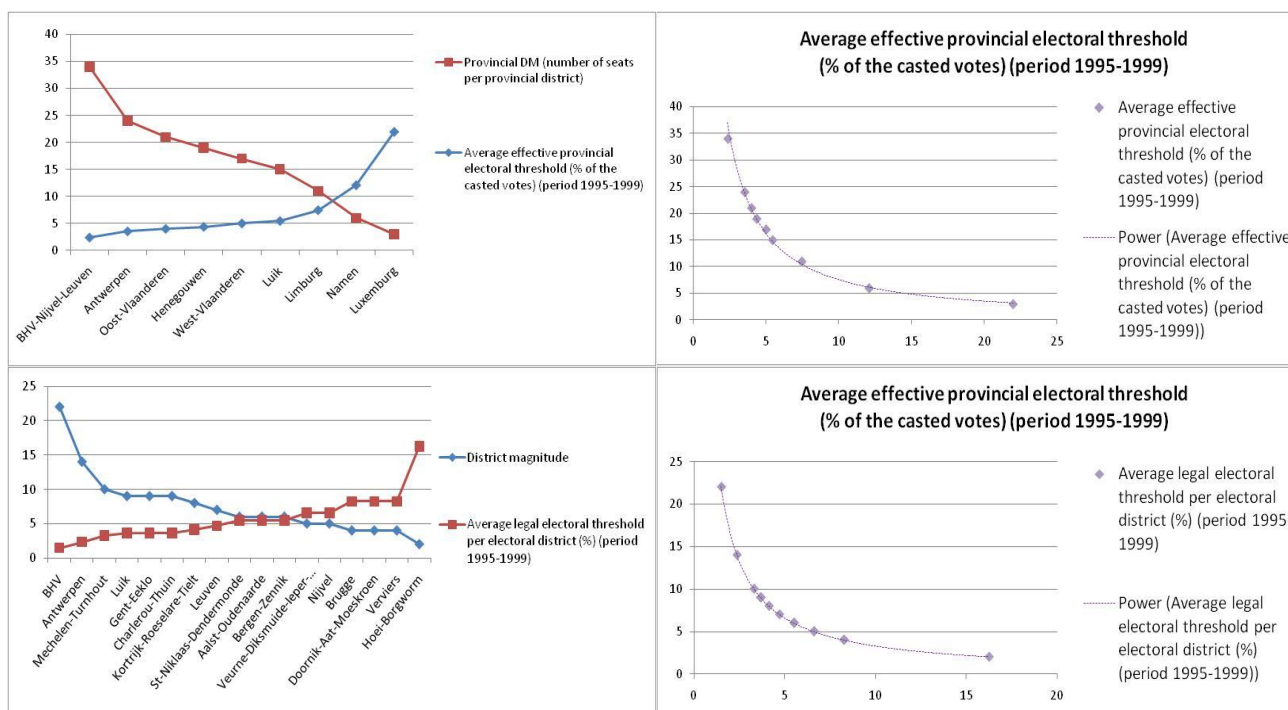 40
35
30
25
20
15
10
5
0
BHV-Nijvel-Leuven
Antwerpen
Oost-Vlaanderen
Henegouwen
West-Vlaanderen
Luik
Limburg
Namen
Luxemburg
Provincial DM (number of seats
per provincial district)
Average effective provincial
electoral threshold (% of the
casted votes) (period 1995-1999)
Average effective provincial electoral threshold
(% of the casted votes) (period 1995-1999)
40
35
30
25
20
15
10
5
0
0 5 10 15 20 25
Average effective
provincial electoral
threshold (% of the
casted votes) (period
1995-1999)
Power (Average effective
provincial electoral
threshold (% of the
casted votes) (period
1995-1999))
25
20
15
10
5
0
BHV
Antwerpen
Mechelen-Turnhout
Luik
Gent-Eeklo
Charlerou-Thuin
Kortrijk-Roeselare-Tielt
Leuven
St-Niklaas-Dendermonde
Aalst-Oudenaarde
Bergen-Zennik
Veurne-Diksmuide-Ieper-...
Nijvel
Brugge
Doornik-Aat-Moeskroen
Verviers
Hoei-Borgworm
District magnitude
Average legal electoral threshold
per electoral district (%) (period
1995-1999)
Average effective provincial electoral threshold
(% of the casted votes) (period 1995-1999)
25
20
15
10
5
0
0 5 10 15 20
Average legal electoral
threshold per electoral
district (%) (period 1995-
1999)
Power (Average legal
electoral threshold per
electoral district (%)
(period 1995-1999))